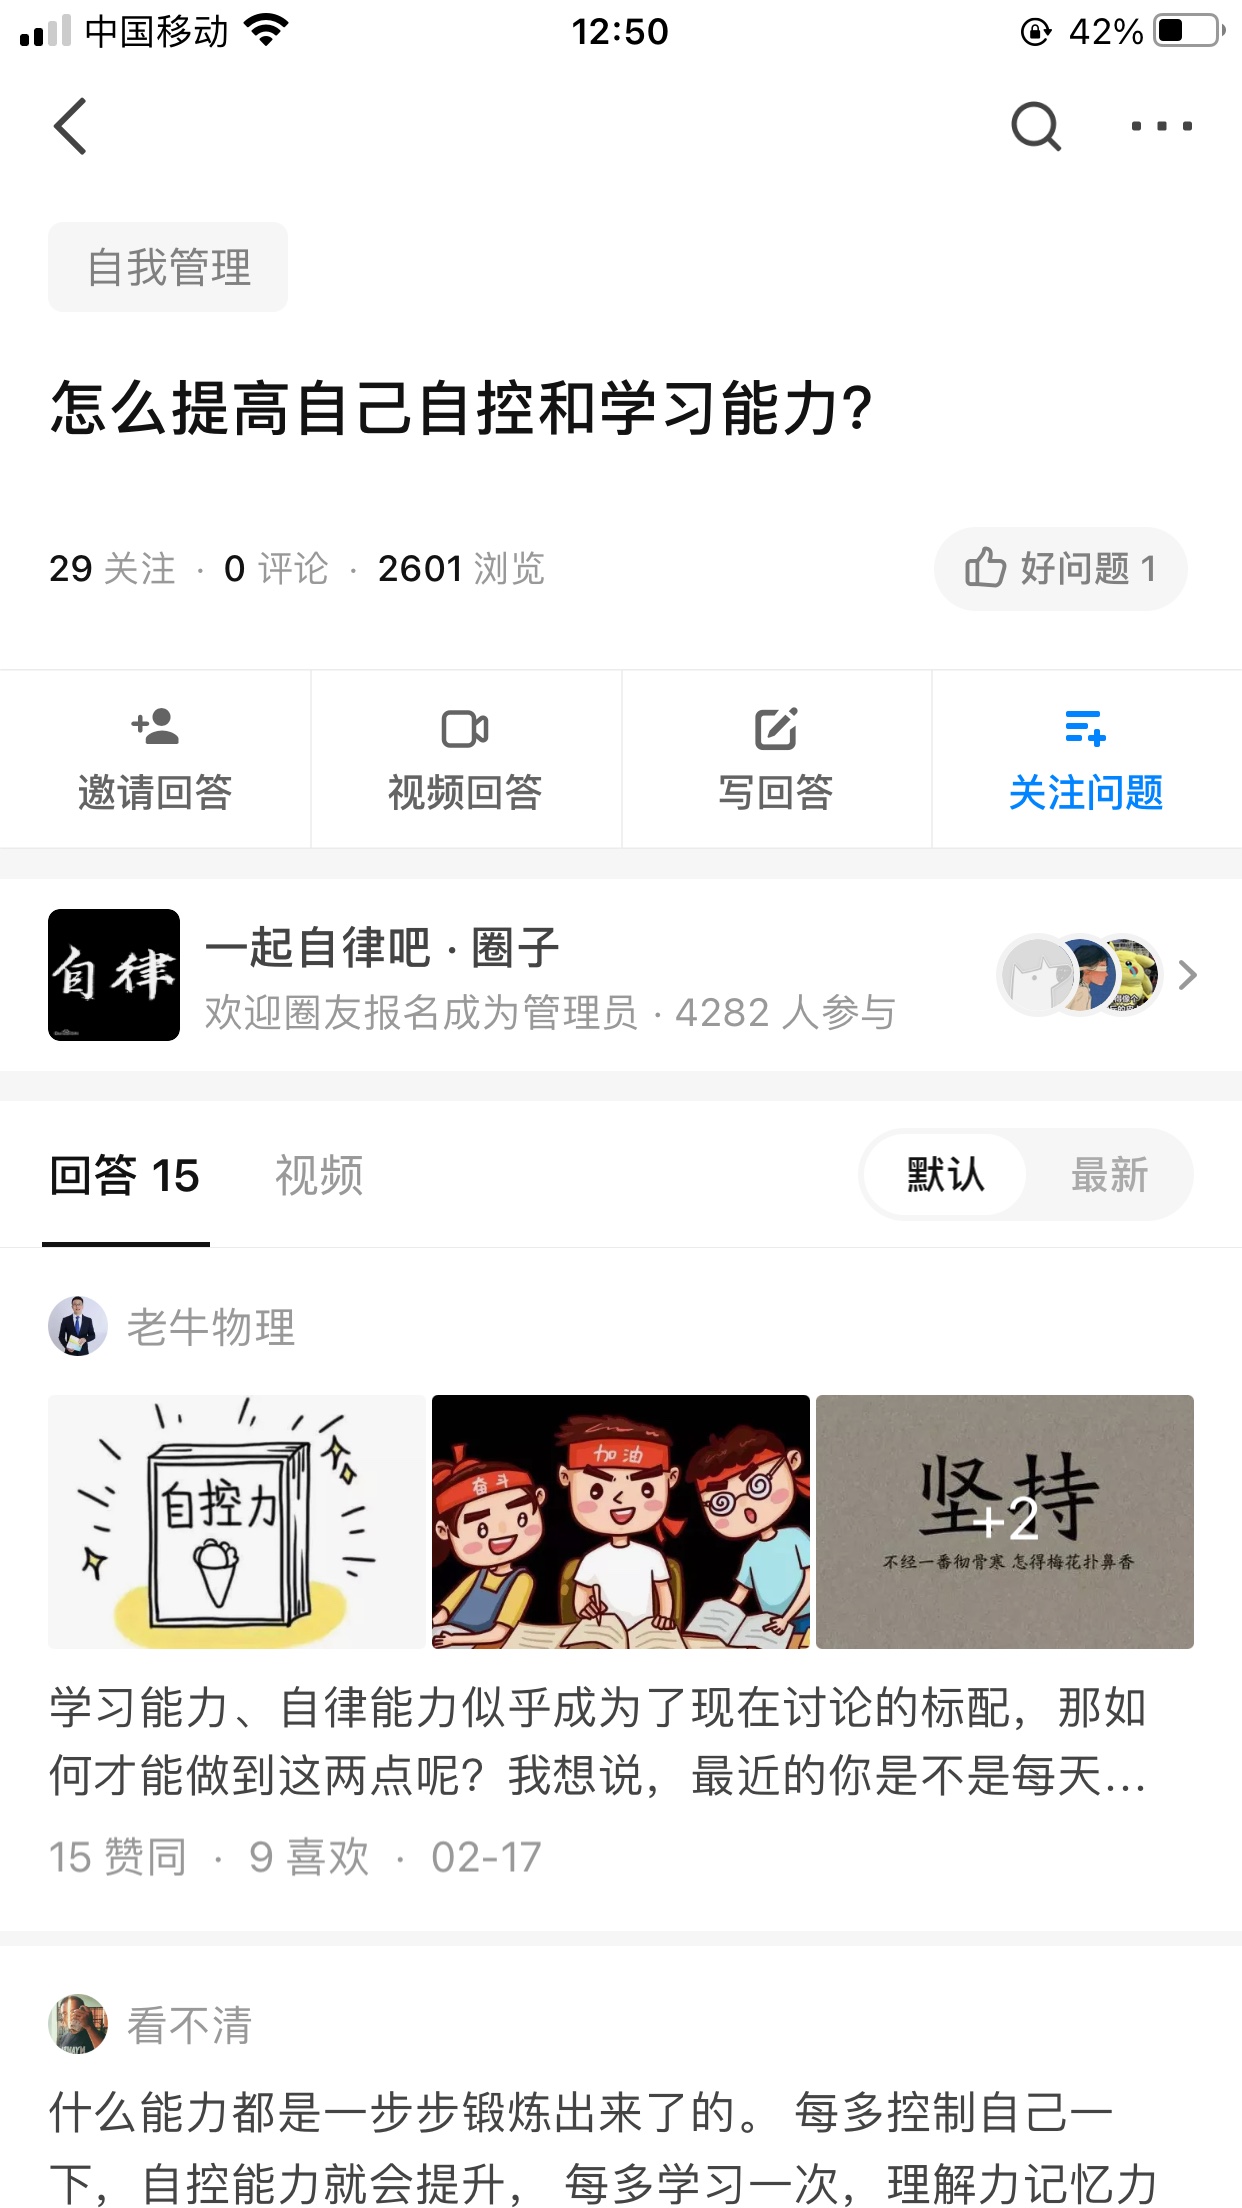 中国移动
12:50
42%
自我管理
怎么提高自己自控和学习能力?
29 关注 · 0 评论 · 2601 浏览
好问题 1
邀请回答
视频回答
写回答
关注问题
自律
一起自律吧 · 圈子
欢迎圈友报名成为管理员 · 4282 人参与
回答 15
视频
默认
最新
老牛物理
自控力
奋斗
加油
坚持
+2
不经一番彻骨寒 怎得梅花扑鼻香
学习能力、自律能力似乎成为了现在讨论的标配，那如
何才能做到这两点呢？我想说，最近的你是不是每天...
15 赞同 · 9 喜欢 · 02-17
看不清
什么能力都是一步步锻炼出来了的。 每多控制自己一
下，自控能力就会提升， 每多学习一次，理解力记忆力